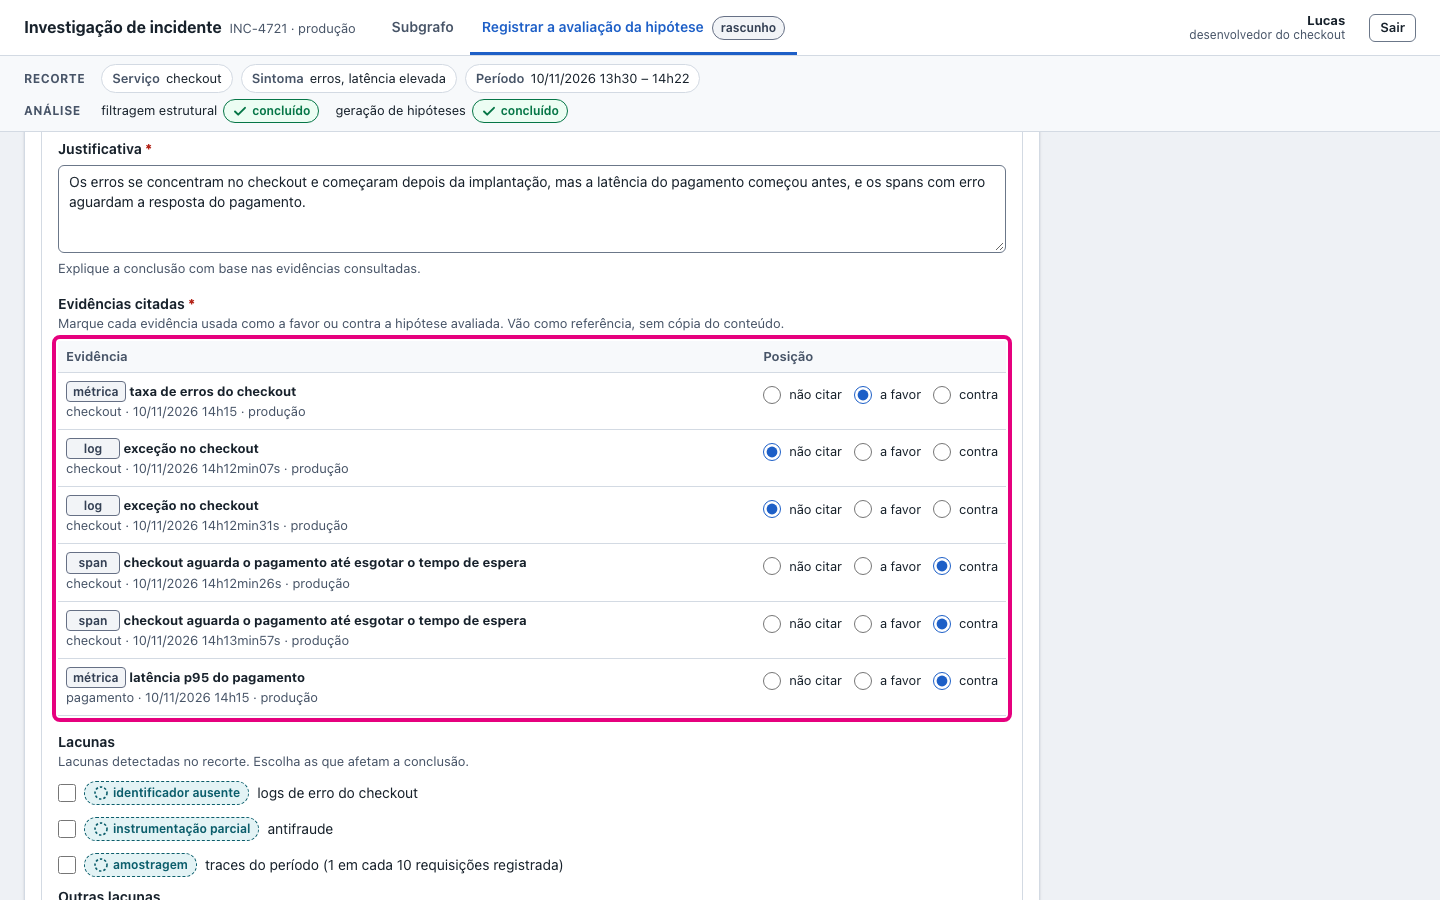 Investigação de incidente INC-4721 · produção Subgrafo Registrar a avaliação da hipótese rascunho Lucas
desenvolvedor do checkout Sair
RECORTE Serviço checkout Sintoma erros, latência elevada Período 10/11/2026 13h30 – 14h22
ANÁLISE filtragem estrutural concluído geração de hipóteses concluído
Justificativa *
Os erros se concentram no checkout e começaram depois da implantação, mas a latência do pagamento começou antes, e os spans com erro
aguardam a resposta do pagamento.
Explique a conclusão com base nas evidências consultadas.
Evidências citadas *
Marque cada evidência usada como a favor ou contra a hipótese avaliada. Vão como referência, sem cópia do conteúdo.
Evidência Posição
métrica taxa de erros do checkout não citar a favor contra
checkout · 10/11/2026 14h15 · produção
log exceção no checkout não citar a favor contra
checkout · 10/11/2026 14h12min07s · produção
log exceção no checkout não citar a favor contra
checkout · 10/11/2026 14h12min31s · produção
span checkout aguarda o pagamento até esgotar o tempo de espera não citar a favor contra
checkout · 10/11/2026 14h12min26s · produção
span checkout aguarda o pagamento até esgotar o tempo de espera não citar a favor contra
checkout · 10/11/2026 14h13min57s · produção
métrica latência p95 do pagamento não citar a favor contra
pagamento · 10/11/2026 14h15 · produção
Lacunas
Lacunas detectadas no recorte. Escolha as que afetam a conclusão.
identificador ausente logs de erro do checkout
instrumentação parcial antifraude
amostragem traces do período (1 em cada 10 requisições registrada)
Outras lacunas